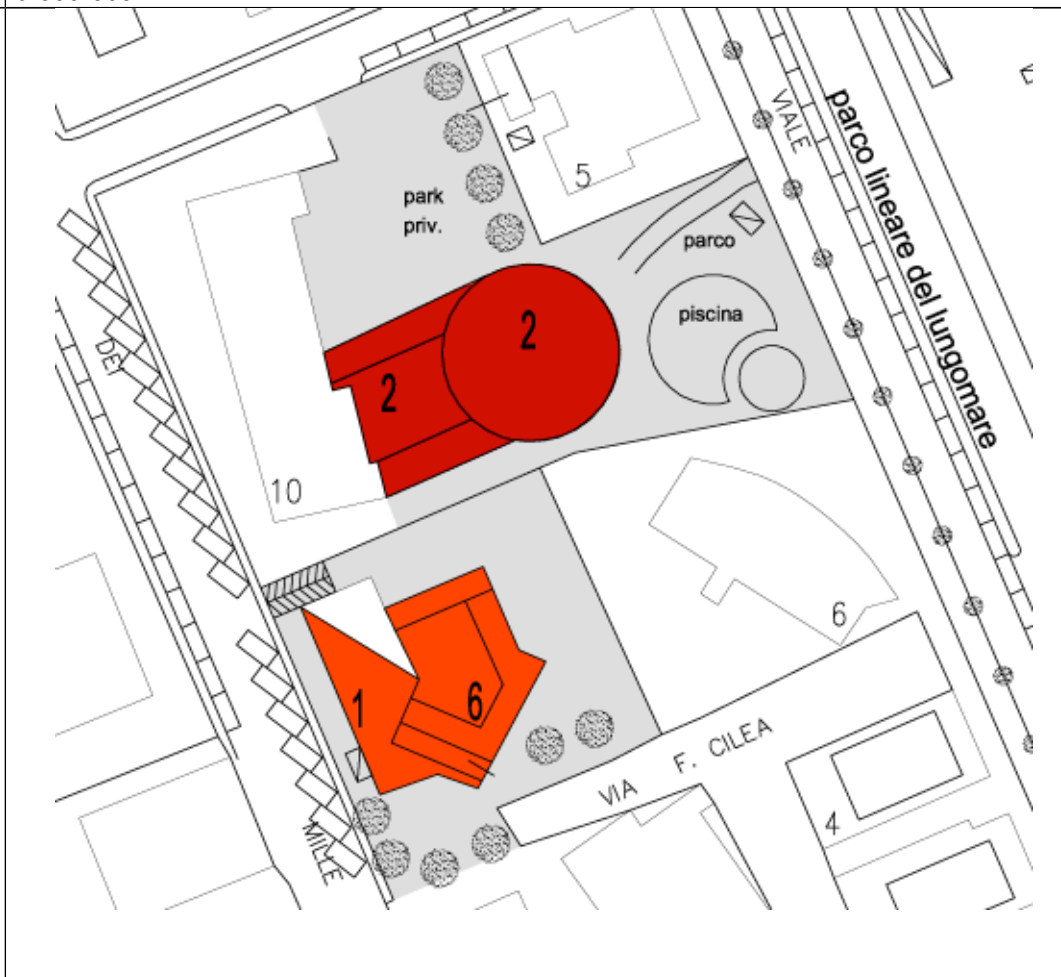 VIALE
parco lineare del lungomare
5
park
priv.
parco
piscina
2
2
DEI
10
6
1
6
VIA F. CILEA
4
MILLE